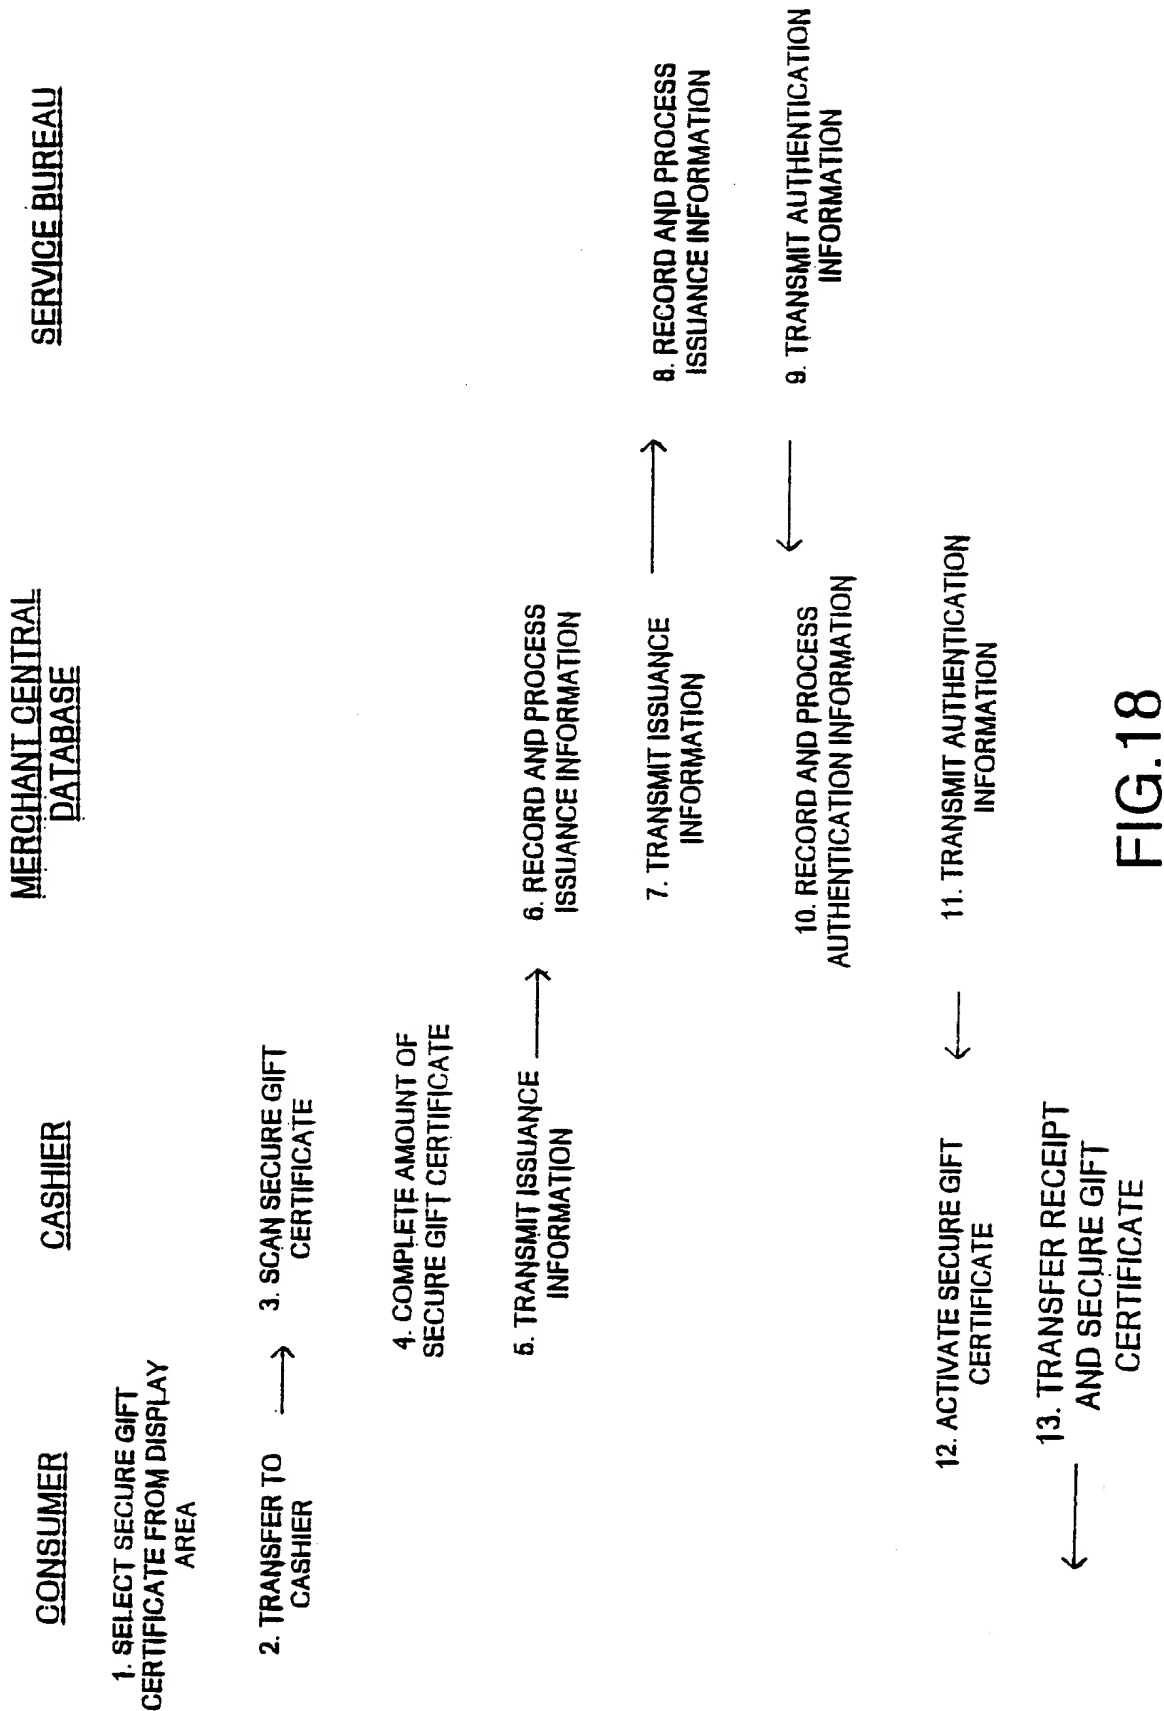 CONSUMER
CASHIER
MERCHANT CENTRAL
DATABASE
SERVICE BUREAU
1. SELECT SECURE GIFT
CERTIFICATE FROM DISPLAY
AREA
2. TRANSFER TO
CASHIER
3. SCAN SECURE GIFT
CERTIFICATE
4. COMPLETE AMOUNT OF
SECURE GIFT CERTIFICATE
5. TRANSMIT ISSUANCE
INFORMATION
6. RECORD AND PROCESS
ISSUANCE INFORMATION
7. TRANSMIT ISSUANCE
INFORMATION
8. RECORD AND PROCESS
ISSUANCE INFORMATION
9. TRANSMIT AUTHENTICATION
INFORMATION
10. RECORD AND PROCESS
AUTHENTICATION INFORMATION
11. TRANSMIT AUTHENTICATION
INFORMATION
12. ACTIVATE SECURE GIFT
CERTIFICATE
13. TRANSFER RECEIPT
AND SECURE GIFT
CERTIFICATE
FIG.18